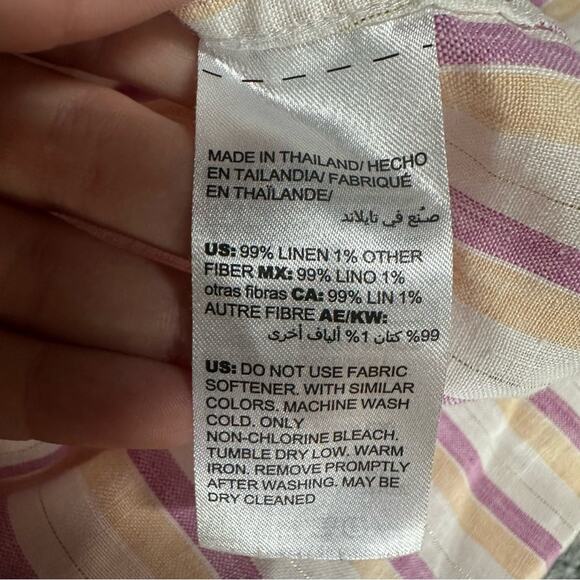 MADE IN THAILAND/ HECHO
EN TAILANDIA/ FABRIQUÉ
EN THAÏLANDE/
صُنع في تايلاند
US: 99% LINEN 1% OTHER
FIBER MX: 99% LINO 1%
otras fibras CA: 99% LIN 1%
AUTRE FIBRE AE/KW:
99% كتان 1% ألياف أخرى
US: DO NOT USE FABRIC
SOFTENER. WITH SIMILAR
COLORS. MACHINE WASH
COLD. ONLY
NON-CHLORINE BLEACH.
TUMBLE DRY LOW. WARM
IRON. REMOVE PROMPTLY
AFTER WASHING. MAY BE
DRY CLEANED